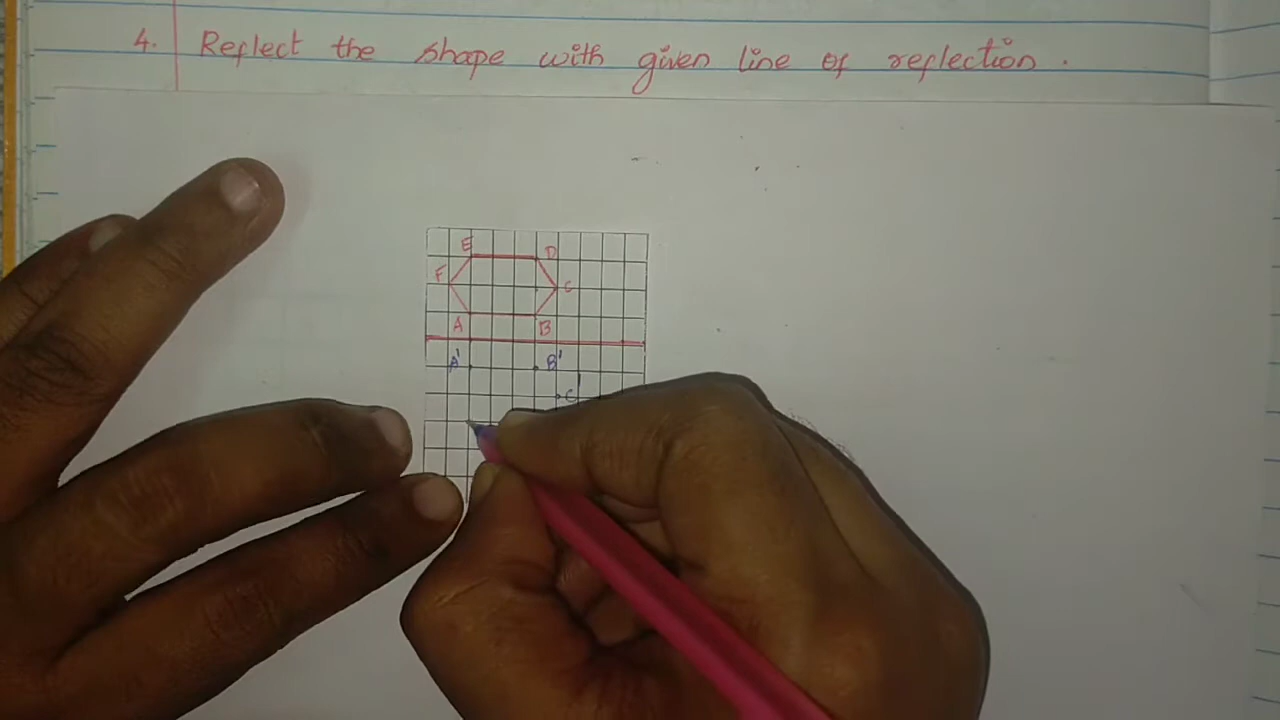 4. Reflect the shape with given line of reflection.
E D
F C
A B
A' B'
C'